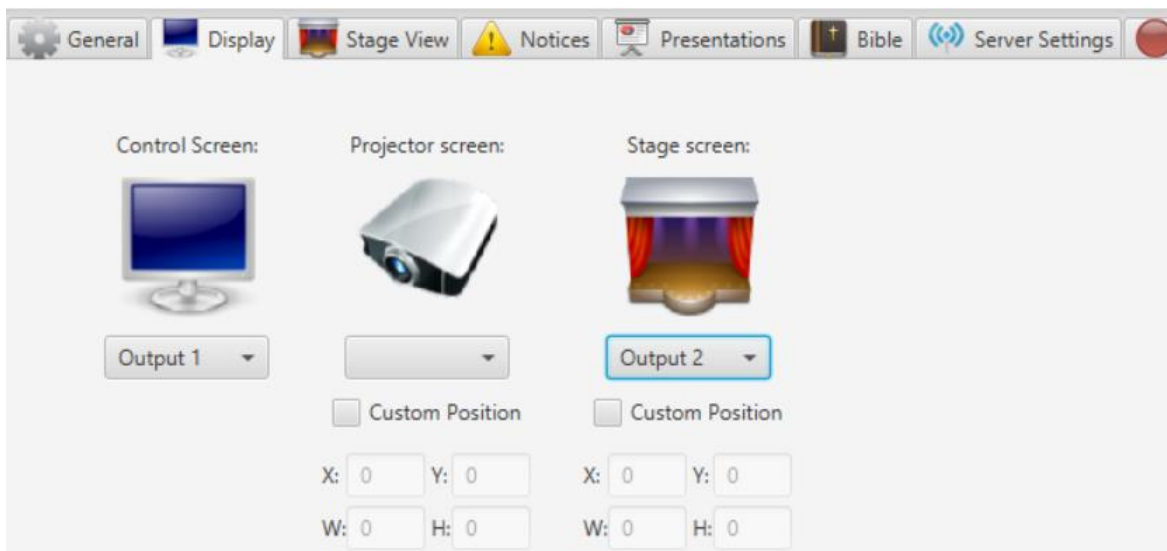 General Display Stage View Notices Presentations Bible Server Settings
Control Screen: Projector screen: Stage screen:
Output 1 Output 2
Custom Position Custom Position
X: 0 Y: 0 X: 0 Y: 0
W: 0 H: 0 W: 0 H: 0